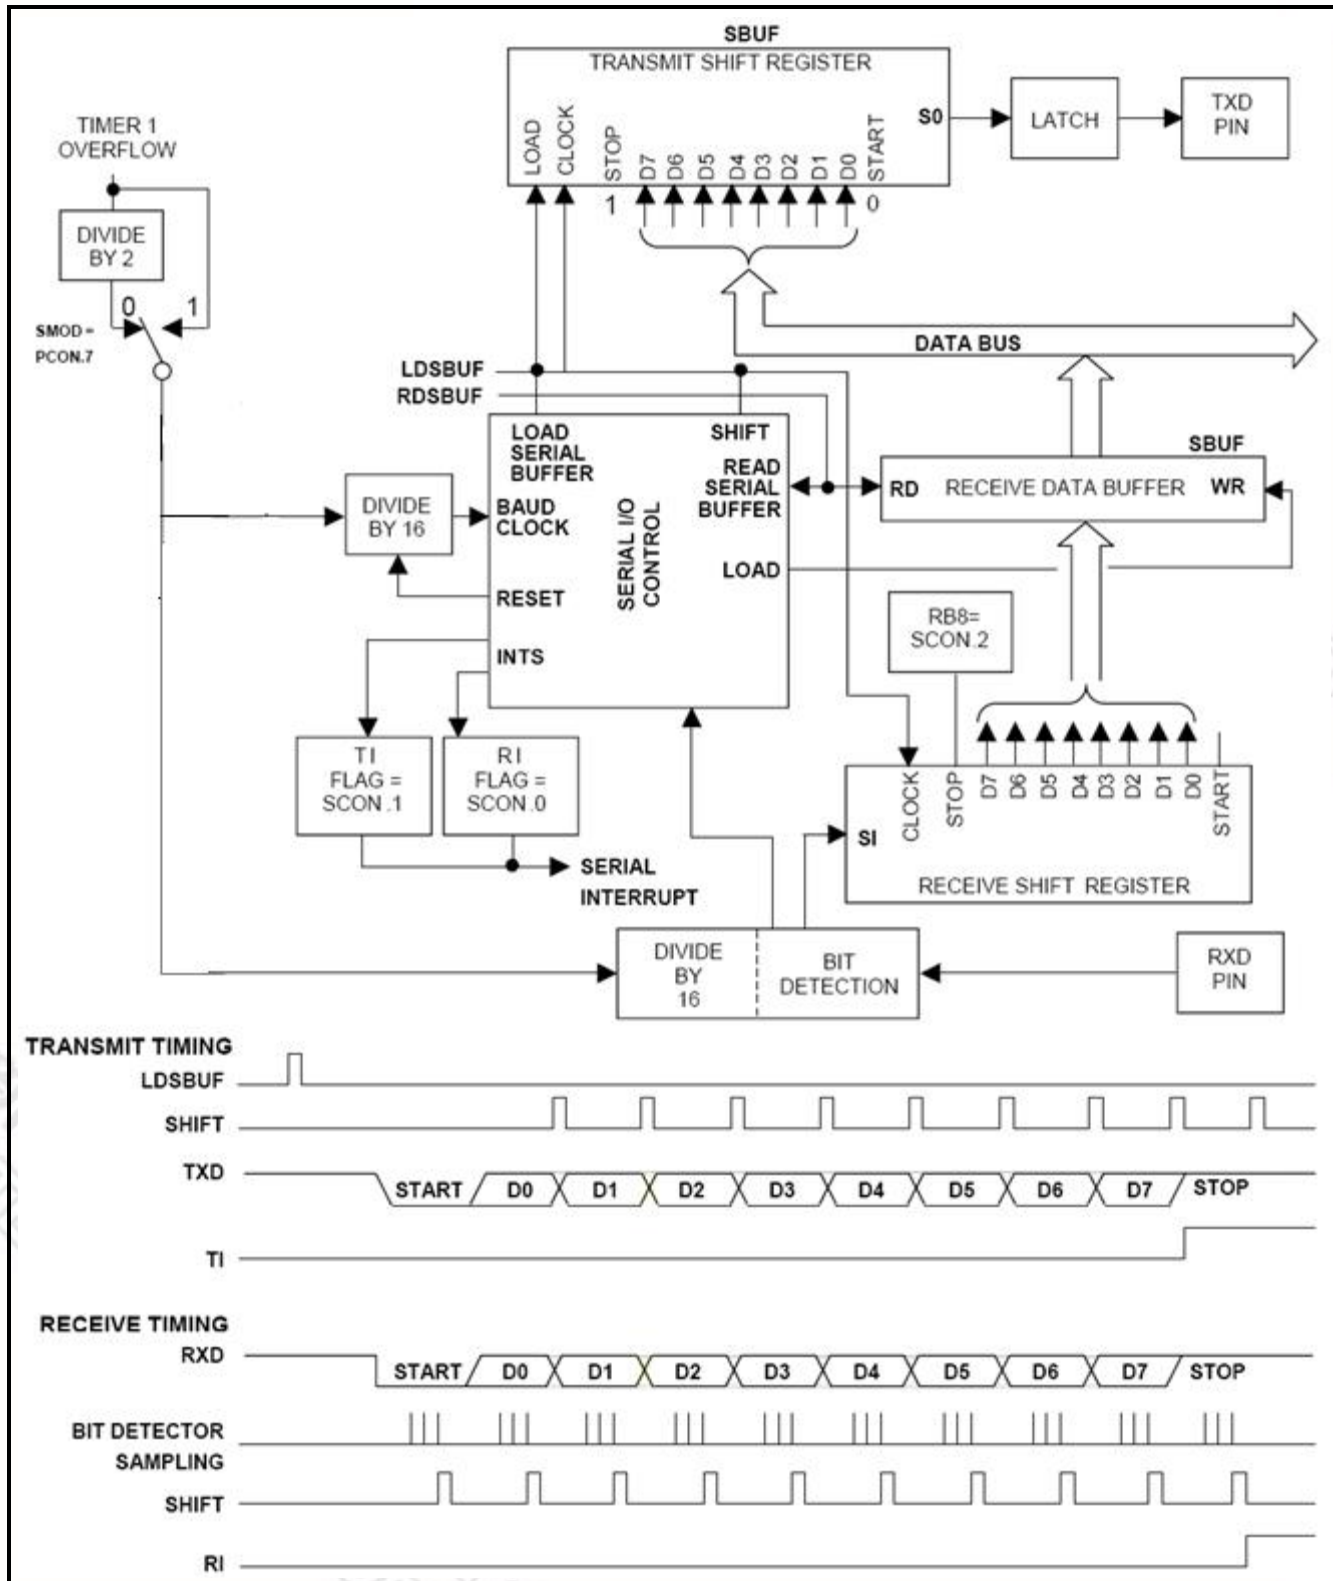 SBUF
TRANSMIT SHIFT REGISTER
LOAD
CLOCK
STOP
D7
D6
D5
D4
D3
D2
D1
D0
START
S0
1
0
LATCH
TXD
PIN
TIMER 1
OVERFLOW
DIVIDE
BY 2
0
1
SMOD =
PCON.7
DATA BUS
LDSBUF
RDSBUF
LOAD
SERIAL
BUFFER
SHIFT
READ
SERIAL
BUFFER
BAUD
CLOCK
SERIAL I/O
CONTROL
LOAD
RESET
INTS
DIVIDE
BY 16
SBUF
RD
RECEIVE DATA BUFFER
WR
RB8=
SCON.2
TI
FLAG =
SCON.1
RI
FLAG =
SCON.0
SERIAL
INTERRUPT
SI
CLOCK
STOP
D7
D6
D5
D4
D3
D2
D1
D0
START
RECEIVE SHIFT REGISTER
DIVIDE
BY
16
BIT
DETECTION
RXD
PIN
TRANSMIT TIMING
LDSBUF
SHIFT
TXD
START D0 D1 D2 D3 D4 D5 D6 D7 STOP
TI
RECEIVE TIMING
RXD
START D0 D1 D2 D3 D4 D5 D6 D7 STOP
BIT DETECTOR
SAMPLING
SHIFT
RI